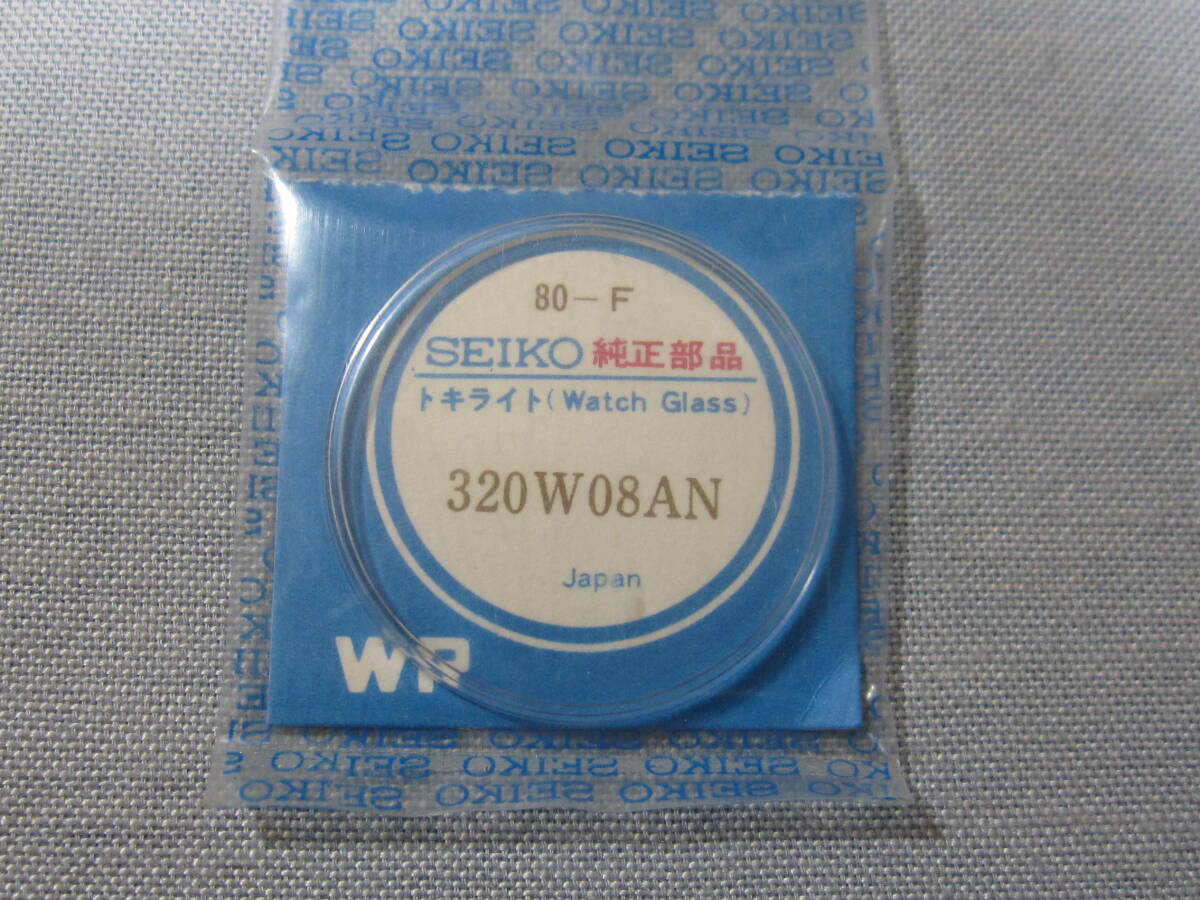 80-F
SEIKO 純正部品
トキライト(Watch Glass)
320W08AN
Japan
WP
SEIKO SEIKO SEIKO SEIKO